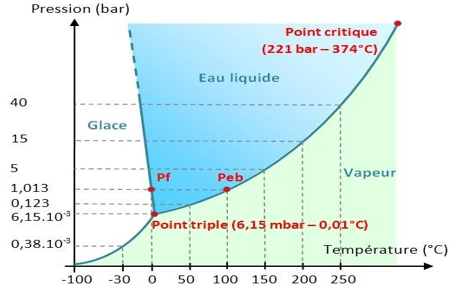 Pression (bar)
Point critique
(221 bar – 374°C)
Eau liquide
40
Glace
15
5
Vapeur
Pf
Peb
1,013
0,123
6,15.10-³
Point triple (6,15 mbar – 0,01°C)
0,38.10-³
Température (°C)
-100 -30 0 50 100 150 200 250